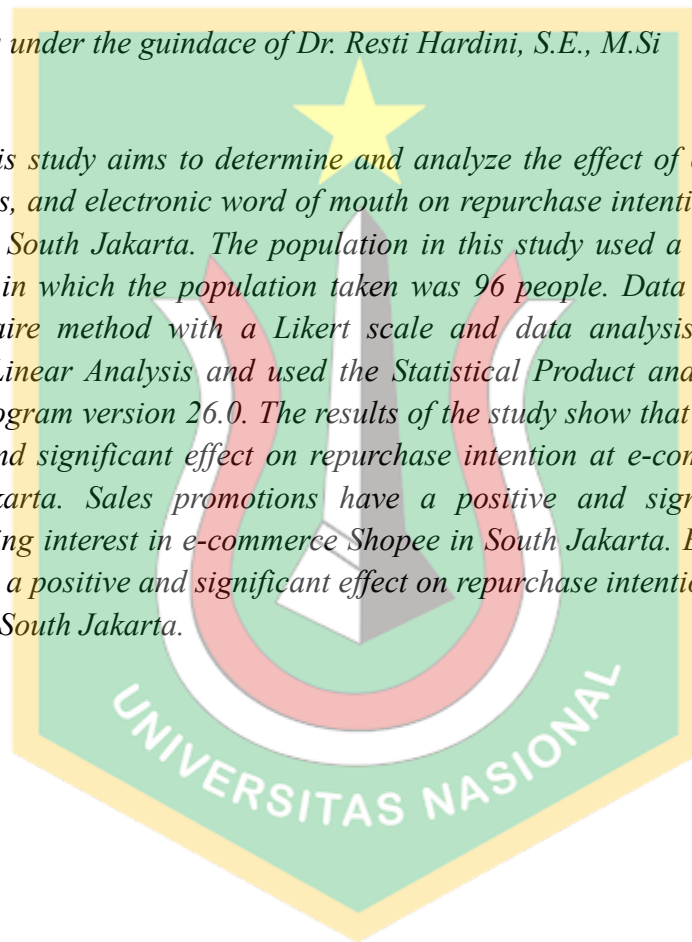 under the guindace of Dr. Resti Hardini, S.E., M.Si
is study aims to determine and analyze the effect of
s, and electronic word of mouth on repurchase intenti
South Jakarta. The population in this study used a
in which the population taken was 96 people. Data
aire method with a Likert scale and data analysis
Linear Analysis and used the Statistical Product and
ogram version 26.0. The results of the study show that
nd significant effect on repurchase intention at e-com
karta. Sales promotions have a positive and sign
ing interest in e-commerce Shopee in South Jakarta.
a positive and significant effect on repurchase intentio
South Jakarta.
UNIVERSITAS NASIONAL